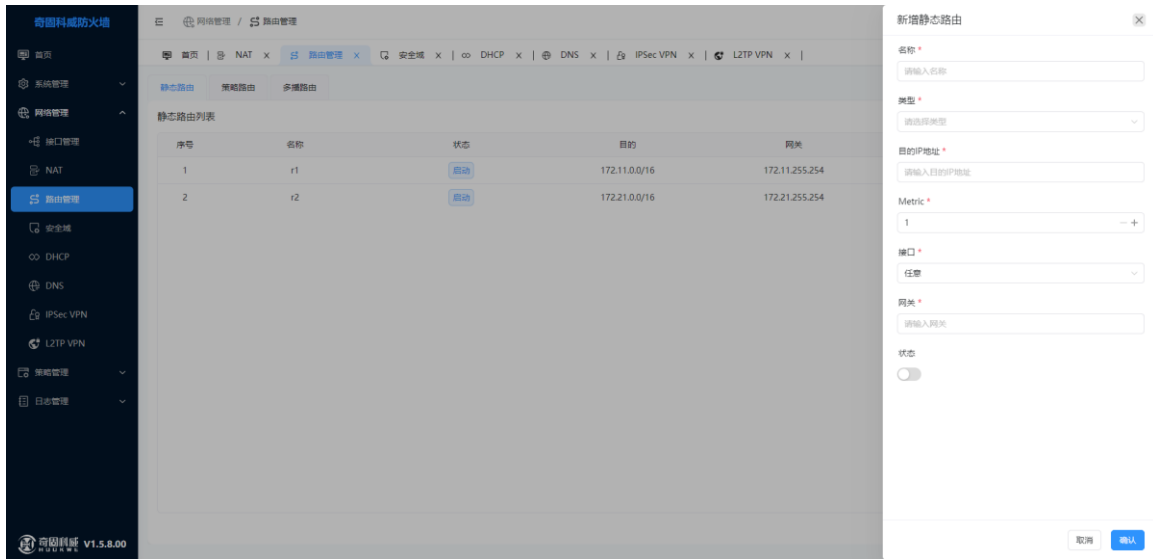 奇固科威防火墙
网络管理 / 路由管理
首页
系统管理
网络管理
接口管理
NAT
路由管理
安全域
DHCP
DNS
IPSec VPN
L2TP VPN
策略管理
日志管理
奇固科威 V1.5.8.00
首页 | NAT × 路由管理 × 安全域 × | DHCP × | DNS × | IPSec VPN × | L2TP VPN × |
静态路由 策略路由 多播路由
静态路由列表
序号 名称 状态 目的 网关
1 r1 启动 172.11.0.0/16 172.11.255.254
2 r2 启动 172.21.0.0/16 172.21.255.254
新增静态路由
名称 *
请输入名称
类型 *
请选择类型
目的IP地址 *
请输入目的IP地址
Metric *
1
接口 *
任意
网关 *
请输入网关
状态
取消 确认